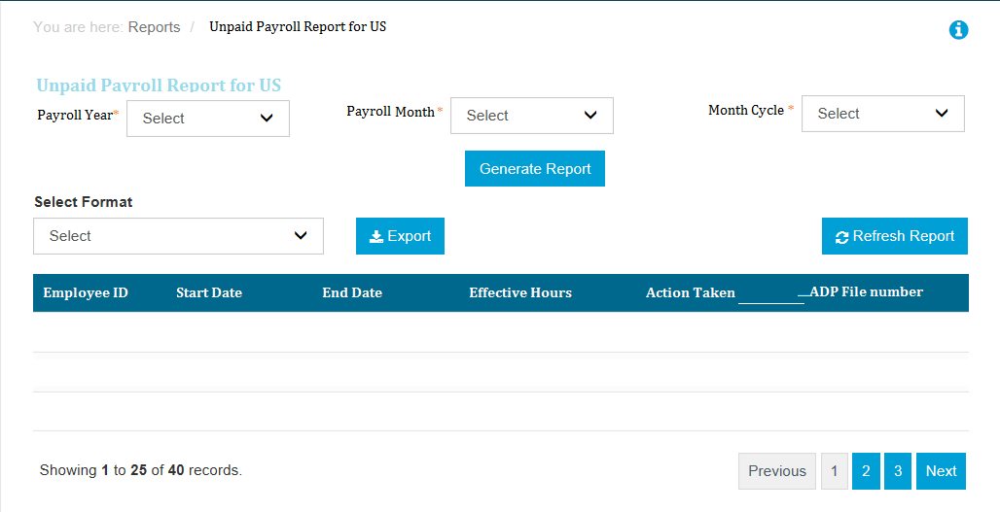 You are here: Reports / Unpaid Payroll Report for US
Unpaid Payroll Report for US
Payroll Year* Select Payroll Month * Select Month Cycle * Select
Generate Report
Select Format
Select Export Refresh Report
Employee ID Start Date End Date Effective Hours Action Taken ADP File number
Showing 1 to 25 of 40 records. Previous 1 2 3 Next